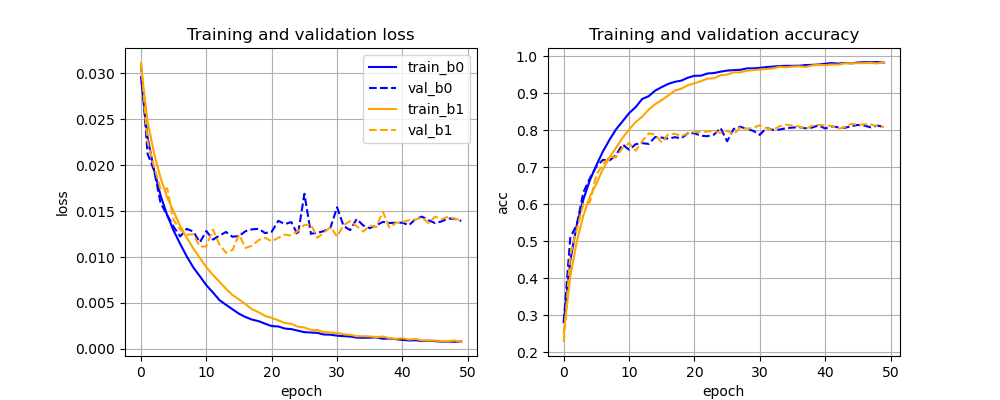 Training and validation loss
0.030
0.025
0.020
0.015
0.010
0.005
0.000
loss
0 10 20 30 40 50
epoch
train_b0
val_b0
train_b1
val_b1
Training and validation accuracy
1.0
0.9
0.8
0.7
0.6
0.5
0.4
0.3
0.2
acc
0 10 20 30 40 50
epoch